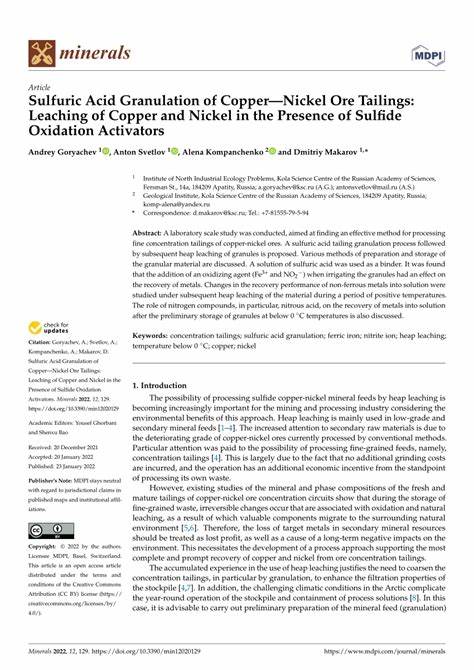 minerals
MDPI
Article
Sulfuric Acid Granulation of Copper—Nickel Ore Tailings:
Leaching of Copper and Nickel in the Presence of Sulfide
Oxidation Activators
Andrey Goryachev 1, Anton Svetlov 1, Alena Kompanchenko 2 and Dmitriy Makarov 1,*
1 Institute of North Industrial Ecology Problems, Kola Science Centre of the Russian Academy of Sciences,
Fersman St., 14a, 184209 Apatity, Russia; a.goryachev@ksc.ru (A.G.); antonsvetlov@mail.ru (A.S.)
2 Geological Institute, Kola Science Centre of the Russian Academy of Sciences, 184209 Apatity, Russia;
komp-alena@yandex.ru
* Correspondence: d.makarov@ksc.ru; Tel.: +7-81555-79-5-94
Abstract: A laboratory scale study was conducted, aimed at finding an effective method for processing
fine concentration tailings of copper-nickel ores. A sulfuric acid tailing granulation process followed
by subsequent heap leaching of granules is proposed. Various methods of preparation and storage of
the granular material are discussed. A solution of sulfuric acid was used as a binder. It was found
that the addition of an oxidizing agent (Fe3+ and NO2−) when irrigating the granules had an effect on
the recovery of metals. Changes in the recovery performance of non-ferrous metals into solution were
studied under subsequent heap leaching of the material during a period of positive temperatures.
The role of nitrogen compounds, in particular, nitrous acid, on the recovery of metals into solution
after the preliminary storage of granules at below 0 °C temperatures is also discussed.
Keywords: concentration tailings; sulfuric acid granulation; ferric iron; nitrite ion; heap leaching;
temperature below 0 °C; copper; nickel
check for
updates
Citation: Goryachev, A.; Svetlov, A.;
Kompanchenko, A.; Makarov, D.
Sulfuric Acid Granulation of
Copper—Nickel Ore Tailings:
Leaching of Copper and Nickel in the
Presence of Sulfide Oxidation
Activators. Minerals 2022, 12, 129.
https://doi.org/10.3390/min12020129
Academic Editors: Yousef Ghorbani
and Shenxu Bao
Received: 20 December 2021
Accepted: 20 January 2022
Published: 23 January 2022
Publisher's Note: MDPI stays neutral
with regard to jurisdictional claims in
published maps and institutional affil-
iations.
Copyright: © 2022 by the authors.
Licensee MDPI, Basel, Switzerland.
This article is an open access article
distributed under the terms and
conditions of the Creative Commons
Attribution (CC BY) license (https://
creativecommons.org/licenses/by/
4.0/).
1. Introduction
The possibility of processing sulfide copper-nickel mineral feeds by heap leaching is
becoming increasingly important for the mining and processing industry considering the
environmental benefits of this approach. Heap leaching is mainly used in low-grade and
secondary mineral feeds [1–4]. The increased attention to secondary raw materials is due to
the deteriorating grade of copper-nickel ores currently processed by conventional methods.
Particular attention was paid to the possibility of processing fine-grained feeds, namely,
concentration tailings [4]. This is largely due to the fact that no additional grinding costs
are incurred, and the operation has an additional economic incentive from the standpoint
of processing its own waste.
However, existing studies of the mineral and phase compositions of the fresh and
mature tailings of copper-nickel ore concentration circuits show that during the storage of
fine-grained waste, irreversible changes occur that are associated with oxidation and natural
leaching, as a result of which valuable components migrate to the surrounding natural
environment [5,6]. Therefore, the loss of target metals in secondary mineral resources
should be treated as lost profit, as well as a cause of a long-term negative impacts on the
environment. This necessitates the development of a process approach supporting the most
complete and prompt recovery of copper and nickel from ore concentration tailings.
The accumulated experience in the use of heap leaching justifies the need to coarsen the
concentration tailings, in particular by granulation, to enhance the filtration properties of
the stockpile [4,7]. In addition, the challenging climatic conditions in the Arctic complicate
the year-round operation of the stockpile and containment of process solutions [8]. In this
case, it is advisable to carry out preliminary preparation of the mineral feed (granulation)
Minerals 2022, 12, 129. https://doi.org/10.3390/min12020129
https://www.mdpi.com/journal/minerals